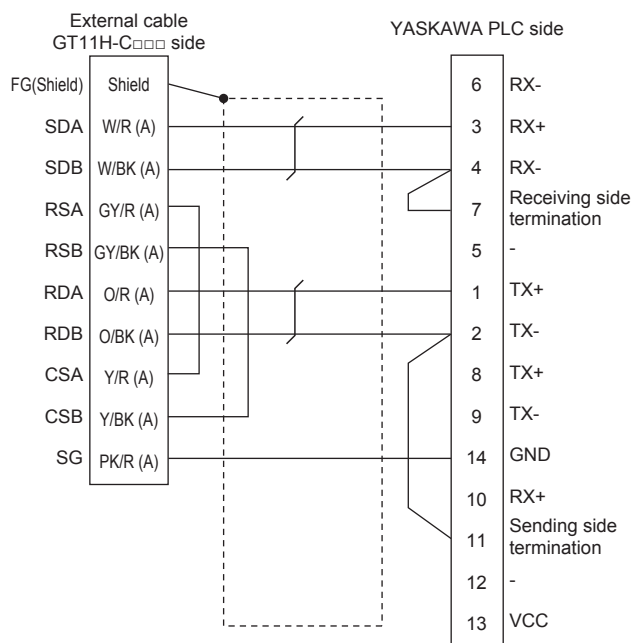 External cable
GT11H-C□□□ side
YASKAWA PLC side
FG(Shield) Shield 6 RX-
SDA W/R (A) 3 RX+
SDB W/BK (A) 4 RX-
RSA GY/R (A) 7 Receiving side
termination
RSB GY/BK (A) 5 -
RDA O/R (A) 1 TX+
RDB O/BK (A) 2 TX-
CSA Y/R (A) 8 TX+
CSB Y/BK (A) 9 TX-
SG PK/R (A) 14 GND
10 RX+
11 Sending side
termination
12 -
13 VCC